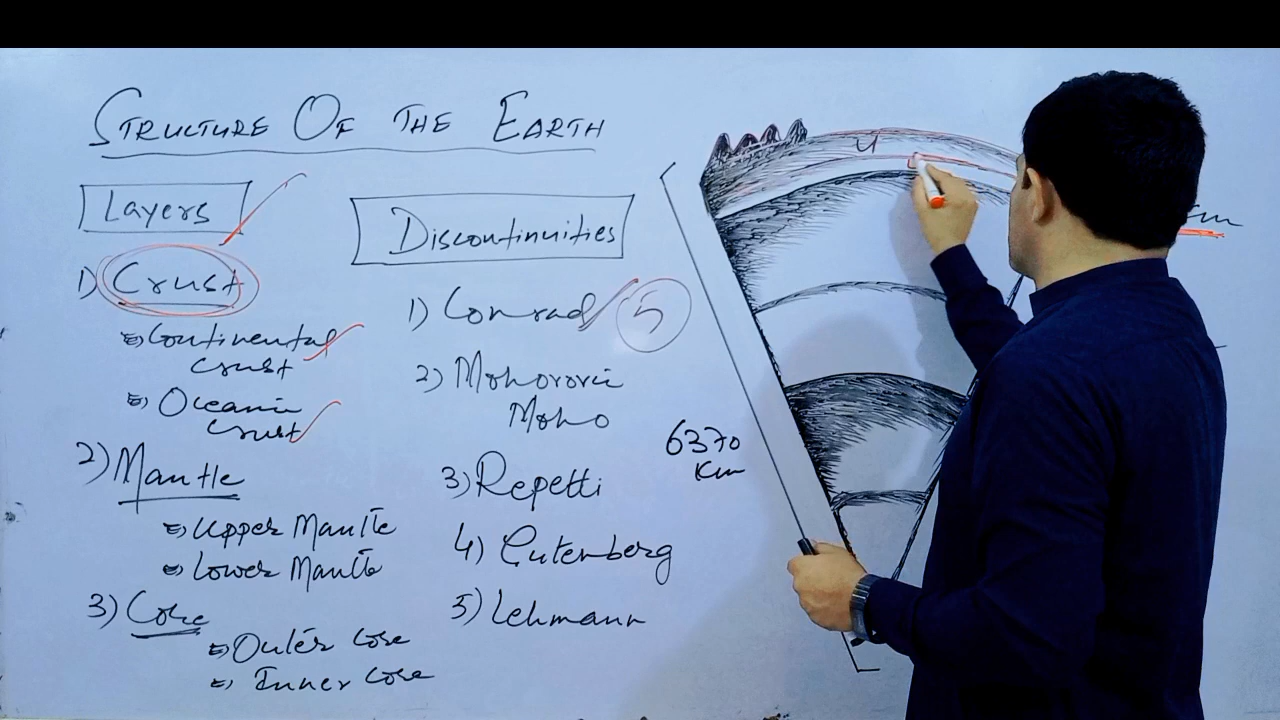 STRUCTURE OF THE EARTH
Layers
1) Crust
Continental
Crust
Oceanic
Crust
2) Mantle
Upper Mantle
Lower Mantle
3) Core
Outer Core
Inner Core
Discontinuities
1) Conrad
5
2) Mohorovic
Moho
3) Repetti
4) Gutenberg
5) Lehmann
6370
Km